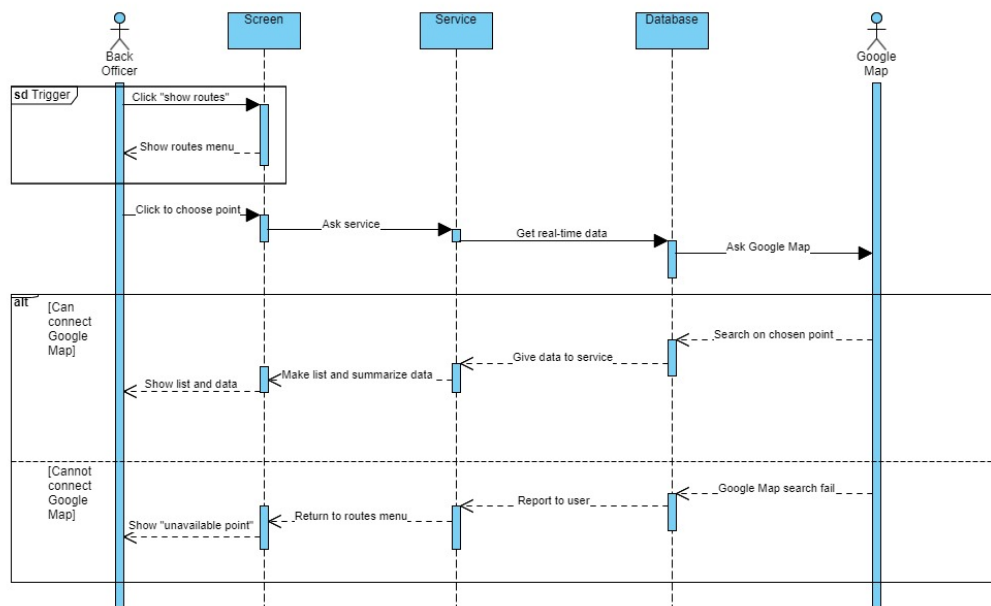 Screen
Service
Database
Back
Officer
Google
Map
sd Trigger
Click "show routes"
Show routes menu
Click to choose point
Ask service
Get real-time data
Ask Google Map
alt
[Can
connect
Google
Map]
Search on chosen point
Give data to service
Make list and summarize data
Show list and data
[Cannot
connect
Google
Map]
Google Map search fail
Report to user
Return to routes menu
Show "unavailable point"